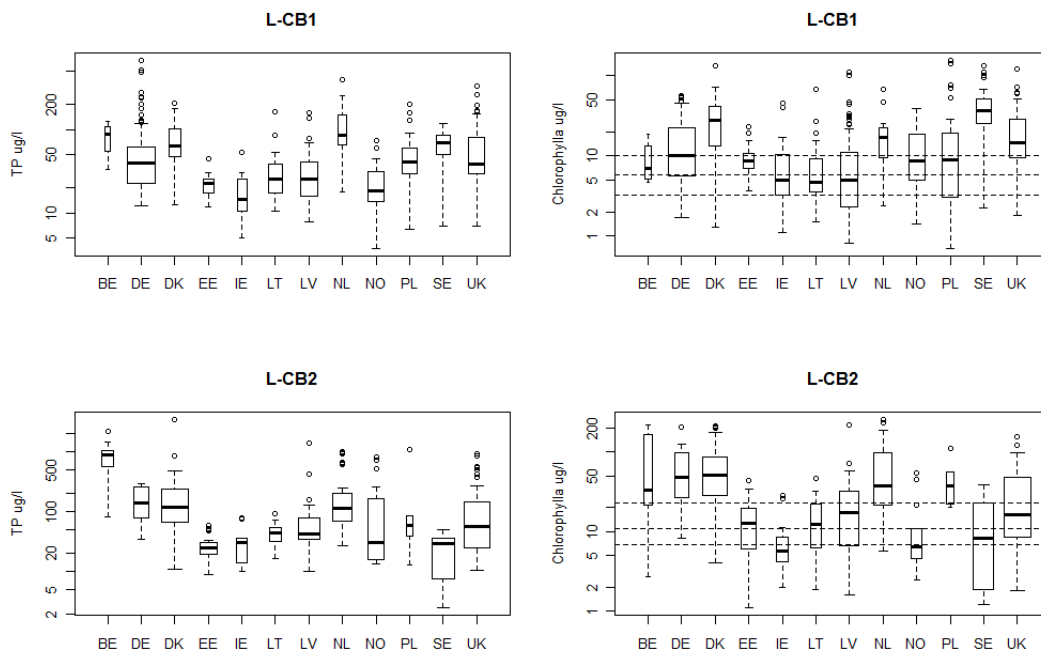 L-CB1
TP ug/l
200
50
10
5
BE DE DK EE IE LT LV NL NO PL SE UK
L-CB1
Chlorophylla ug/l
50
10
5
2
1
BE DE DK EE IE LT LV NL NO PL SE UK
L-CB2
TP ug/l
500
100
20
5
2
BE DE DK EE IE LT LV NL NO PL SE UK
L-CB2
Chlorophylla ug/l
200
50
10
5
2
1
BE DE DK EE IE LT LV NL NO PL SE UK